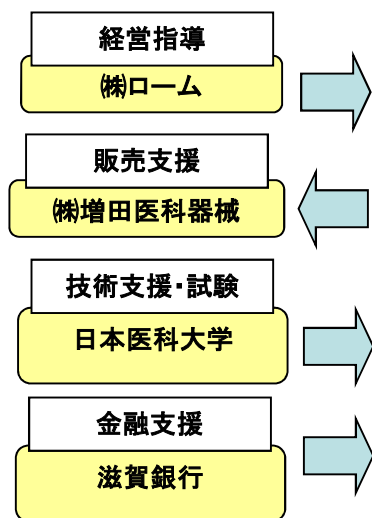 経営指導
㈱ローム
販売支援
㈱増田医科器械
技術支援・試験
日本医科大学
金融支援
滋賀銀行